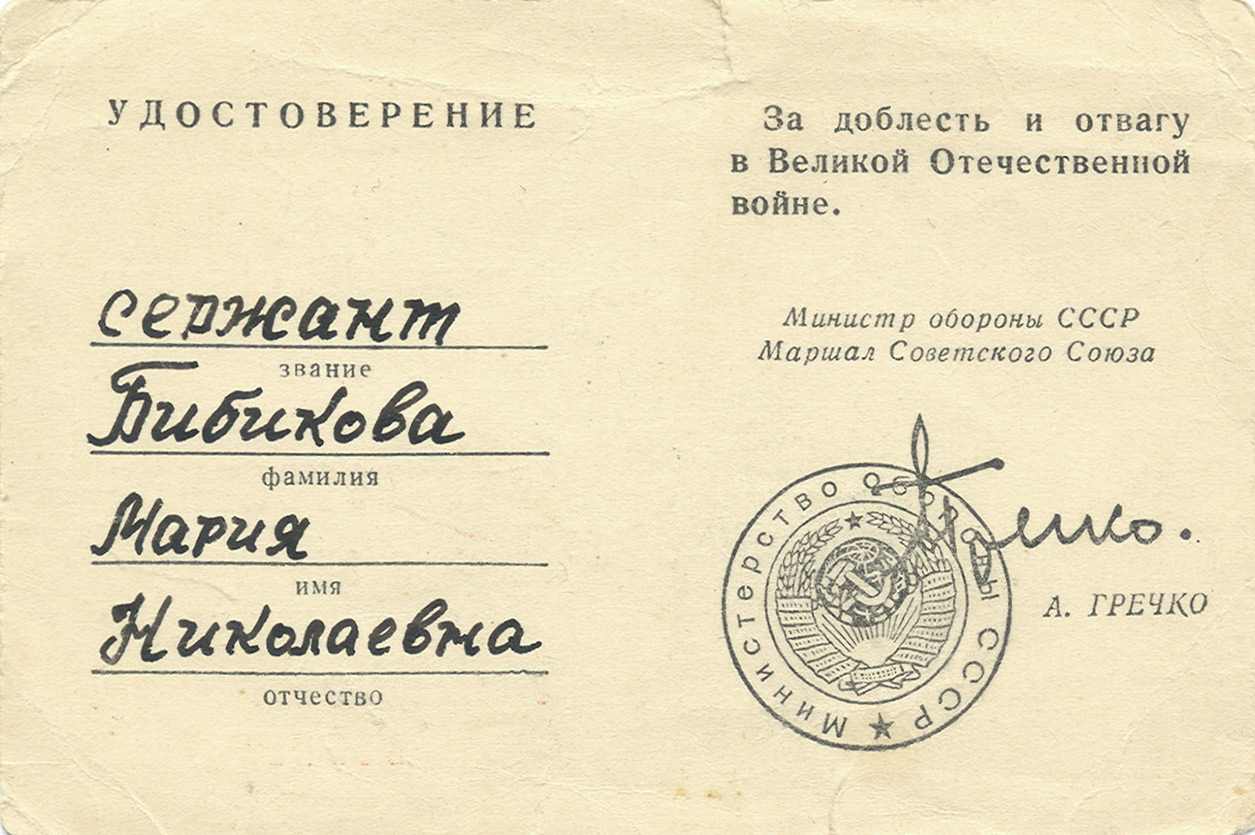 УДОСТОВЕРЕНИЕ
сержант
звание
Бибикова
фамилия
Мария
имя
Николаевна
отчество
За доблесть и отвагу
в Великой Отечественной
войне.
Министр обороны СССР
Маршал Советского Союза
Министерство Обороны СССР
Гречко.
А. ГРЕЧКО